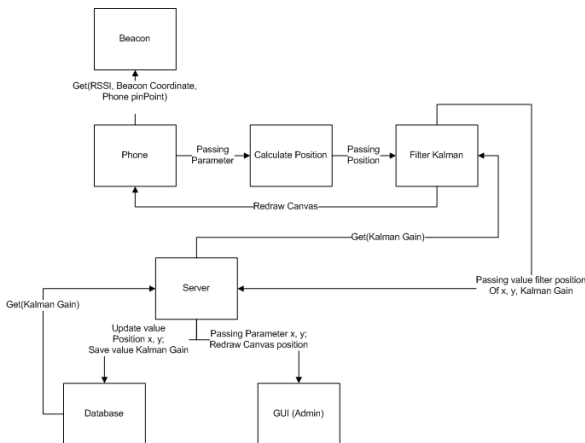 Beacon
Get(RSSI, Beacon Coordinate,
Phone pinPoint)
Phone
Passing
Parameter
Calculate Position
Passing
Position
Filter Kalman
Redraw Canvas
Get(Kalman Gain)
Server
Passing value filter position
Of x, y, Kalman Gain
Get(Kalman Gain)
Update value
Position x, y;
Save value Kalman Gain
Passing Parameter x, y;
Redraw Canvas position
Database
GUI (Admin)